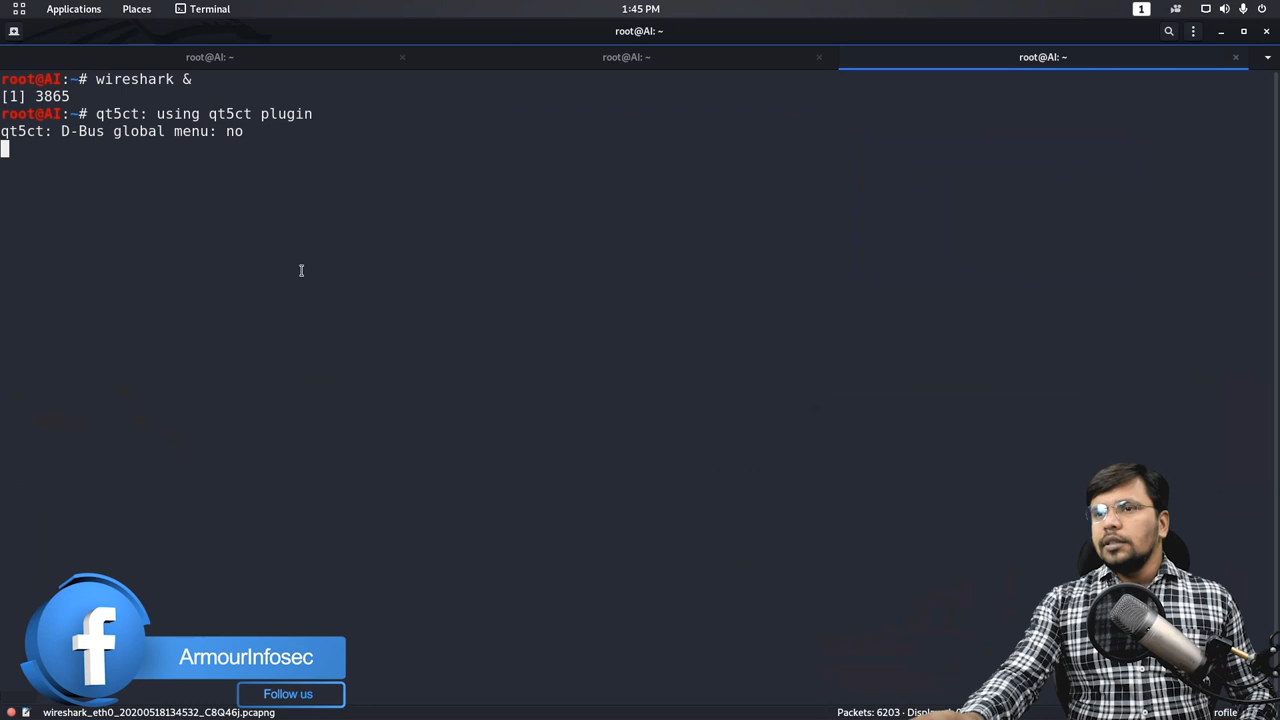 Applications Places Terminal 1:45 PM 1
root@AI: ~
root@AI: ~ root@AI: ~ root@AI: ~
root@AI:~# wireshark &
[1] 3865
root@AI:~# qt5ct: using qt5ct plugin
qt5ct: D-Bus global menu: no
f
ArmourInfosec
Follow us
wireshark_eth0_20200518134532_C8Q46j.pcapng Packets: 6203 · Displayed: rofile